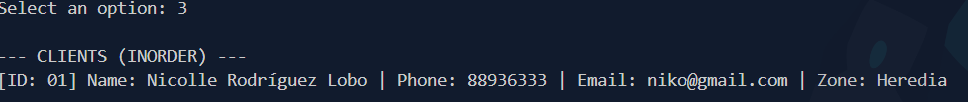 Select an option: 3
--- CLIENTS (INORDER) ---
[ID: 01] Name: Nicolle Rodríguez Lobo | Phone: 88936333 | Email: niko@gmail.com | Zone: Heredia